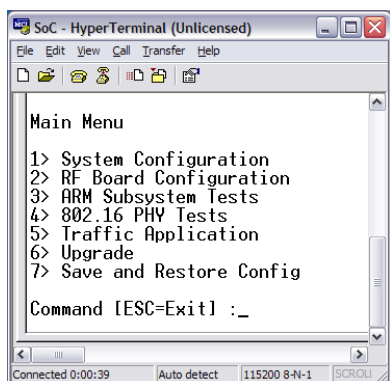 SoC - HyperTerminal (Unlicensed)
File Edit View Call Transfer Help
Main Menu
1> System Configuration
2> RF Board Configuration
3> ARM Subsystem Tests
4> 802.16 PHY Tests
5> Traffic Application
6> Upgrade
7> Save and Restore Config
Command [ESC=Exit] :_
Connected 0:00:39 Auto detect 115200 8-N-1 SCROLL